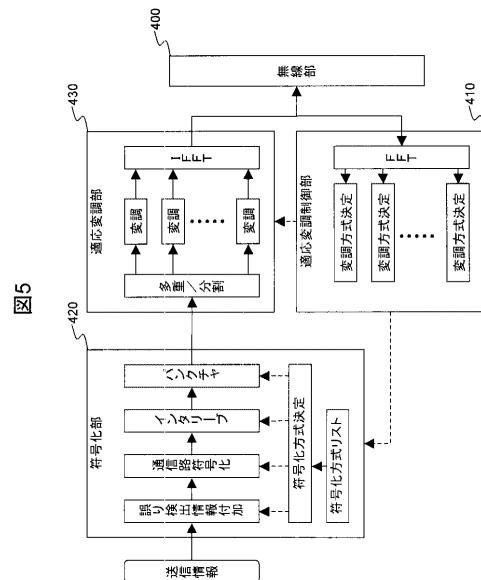 図5
送信情報
符号化部
420
誤り検出情報付加
通信路符号化
インタリーブ
パンクチャ
符号化方式決定
符号化方式リスト
適応変調部
430
多重/分割
変調
変調
変調
IFFT
適応変調制御部
410
FFT
変調方式決定
変調方式決定
変調方式決定
無線部
400